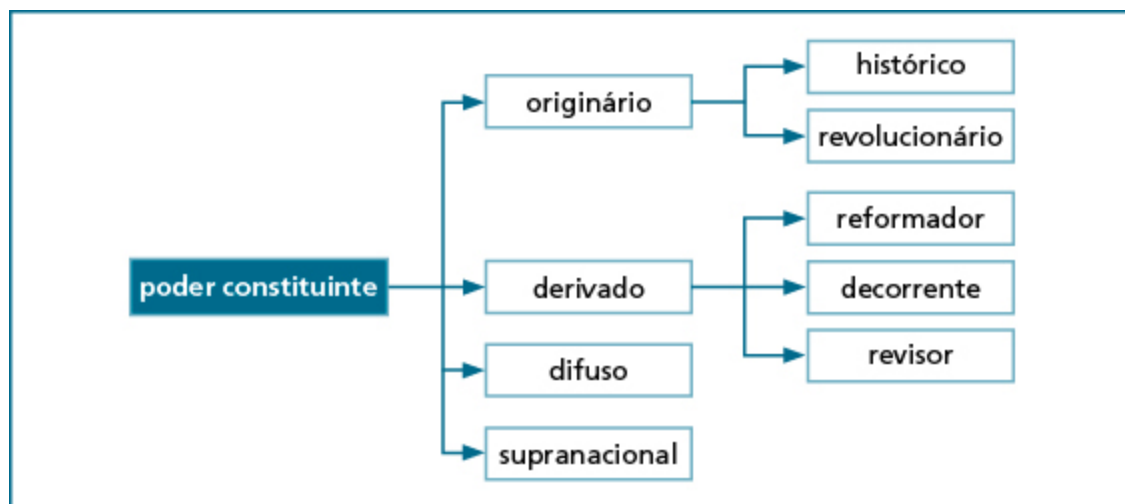 poder constituinte
originário
histórico
revolucionário
derivado
reformador
decorrente
revisor
difuso
supranacional